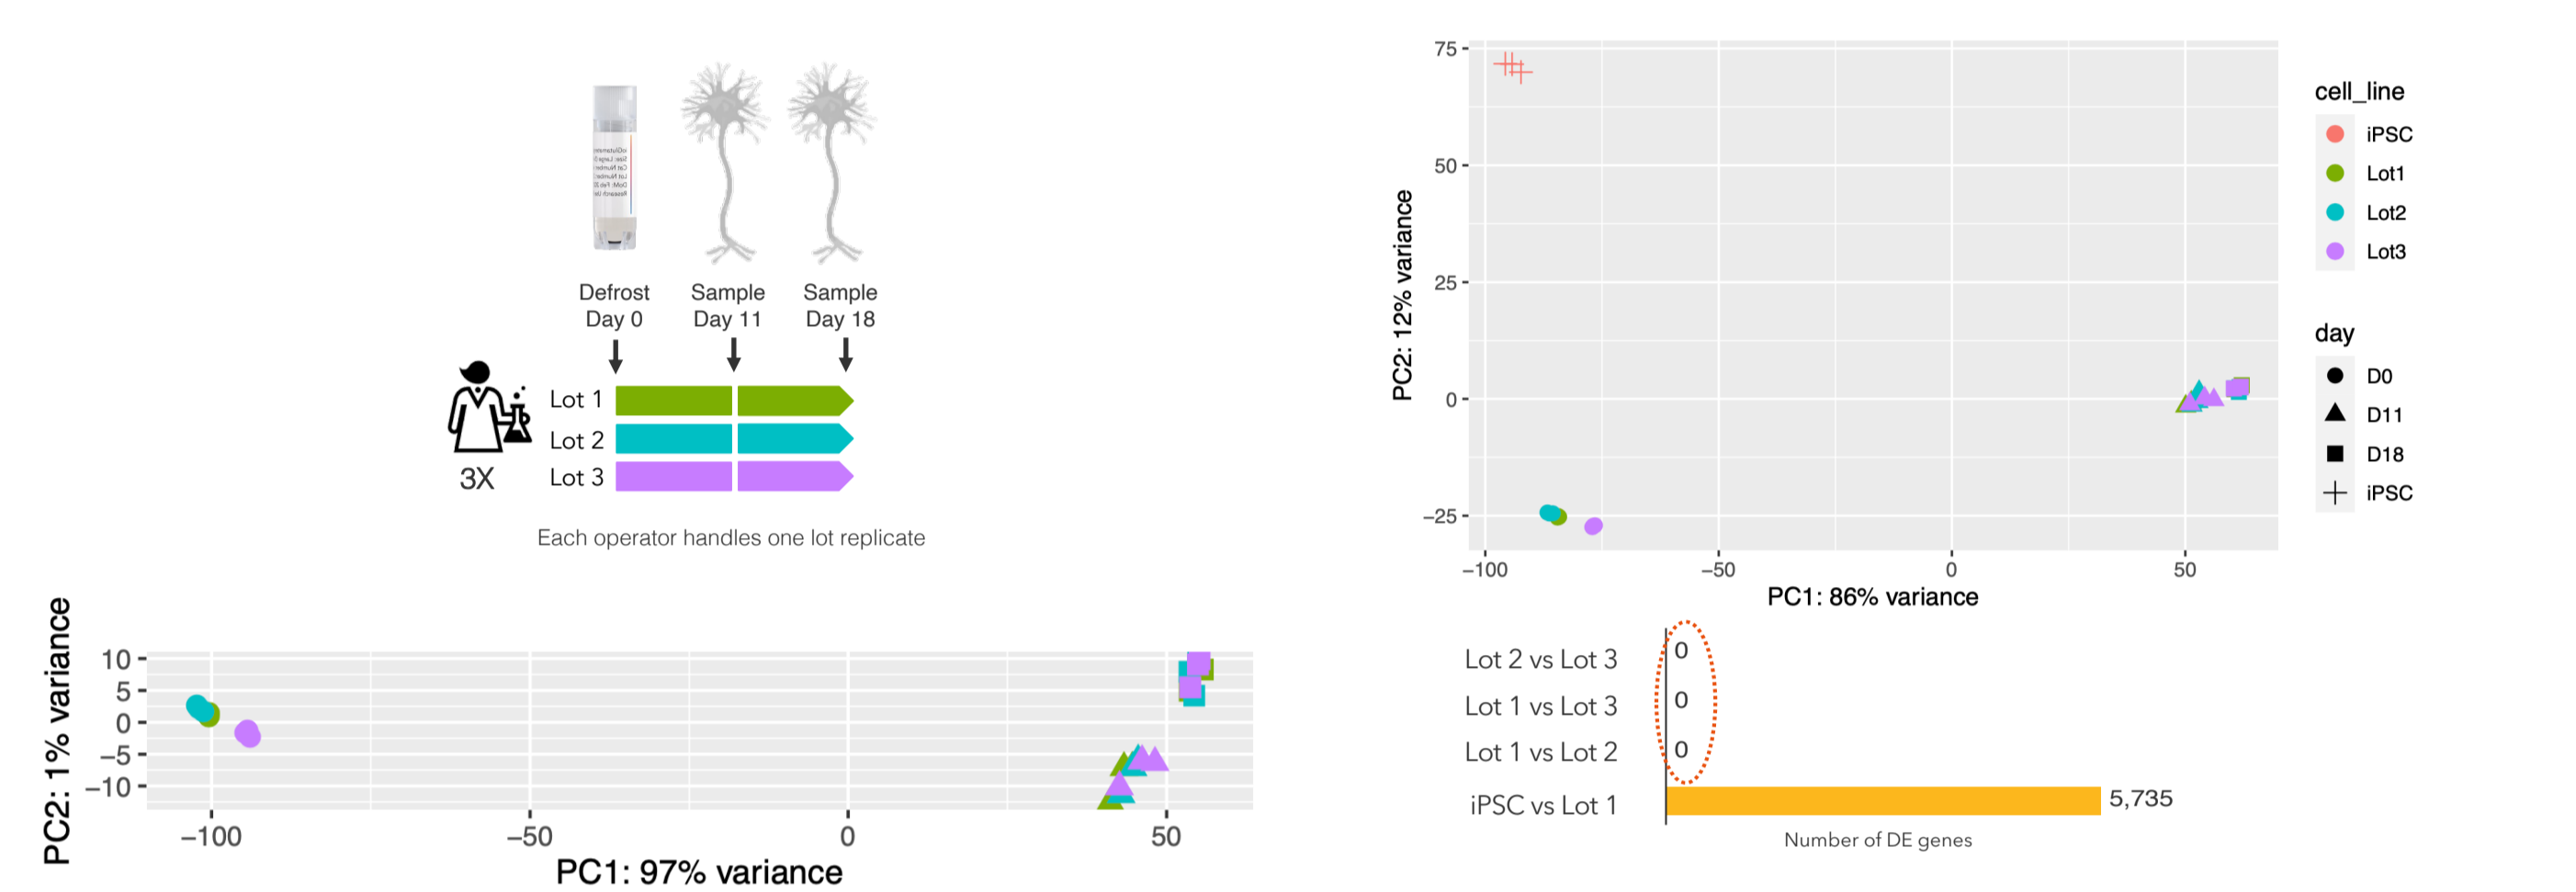 Defrost
Day 0
Sample
Day 11
Sample
Day 18
Lot 1
Lot 2
Lot 3
3X
Each operator handles one lot replicate
PC2: 1% variance
10
5
0
−5
−10
−100
−50
0
50
PC1: 97% variance
PC2: 12% variance
75
50
25
0
−25
−100
−50
0
50
PC1: 86% variance
cell_line
iPSC
Lot1
Lot2
Lot3
day
D0
D11
D18
iPSC
Lot 2 vs Lot 3
0
Lot 1 vs Lot 3
0
Lot 1 vs Lot 2
0
iPSC vs Lot 1
5,735
Number of DE genes